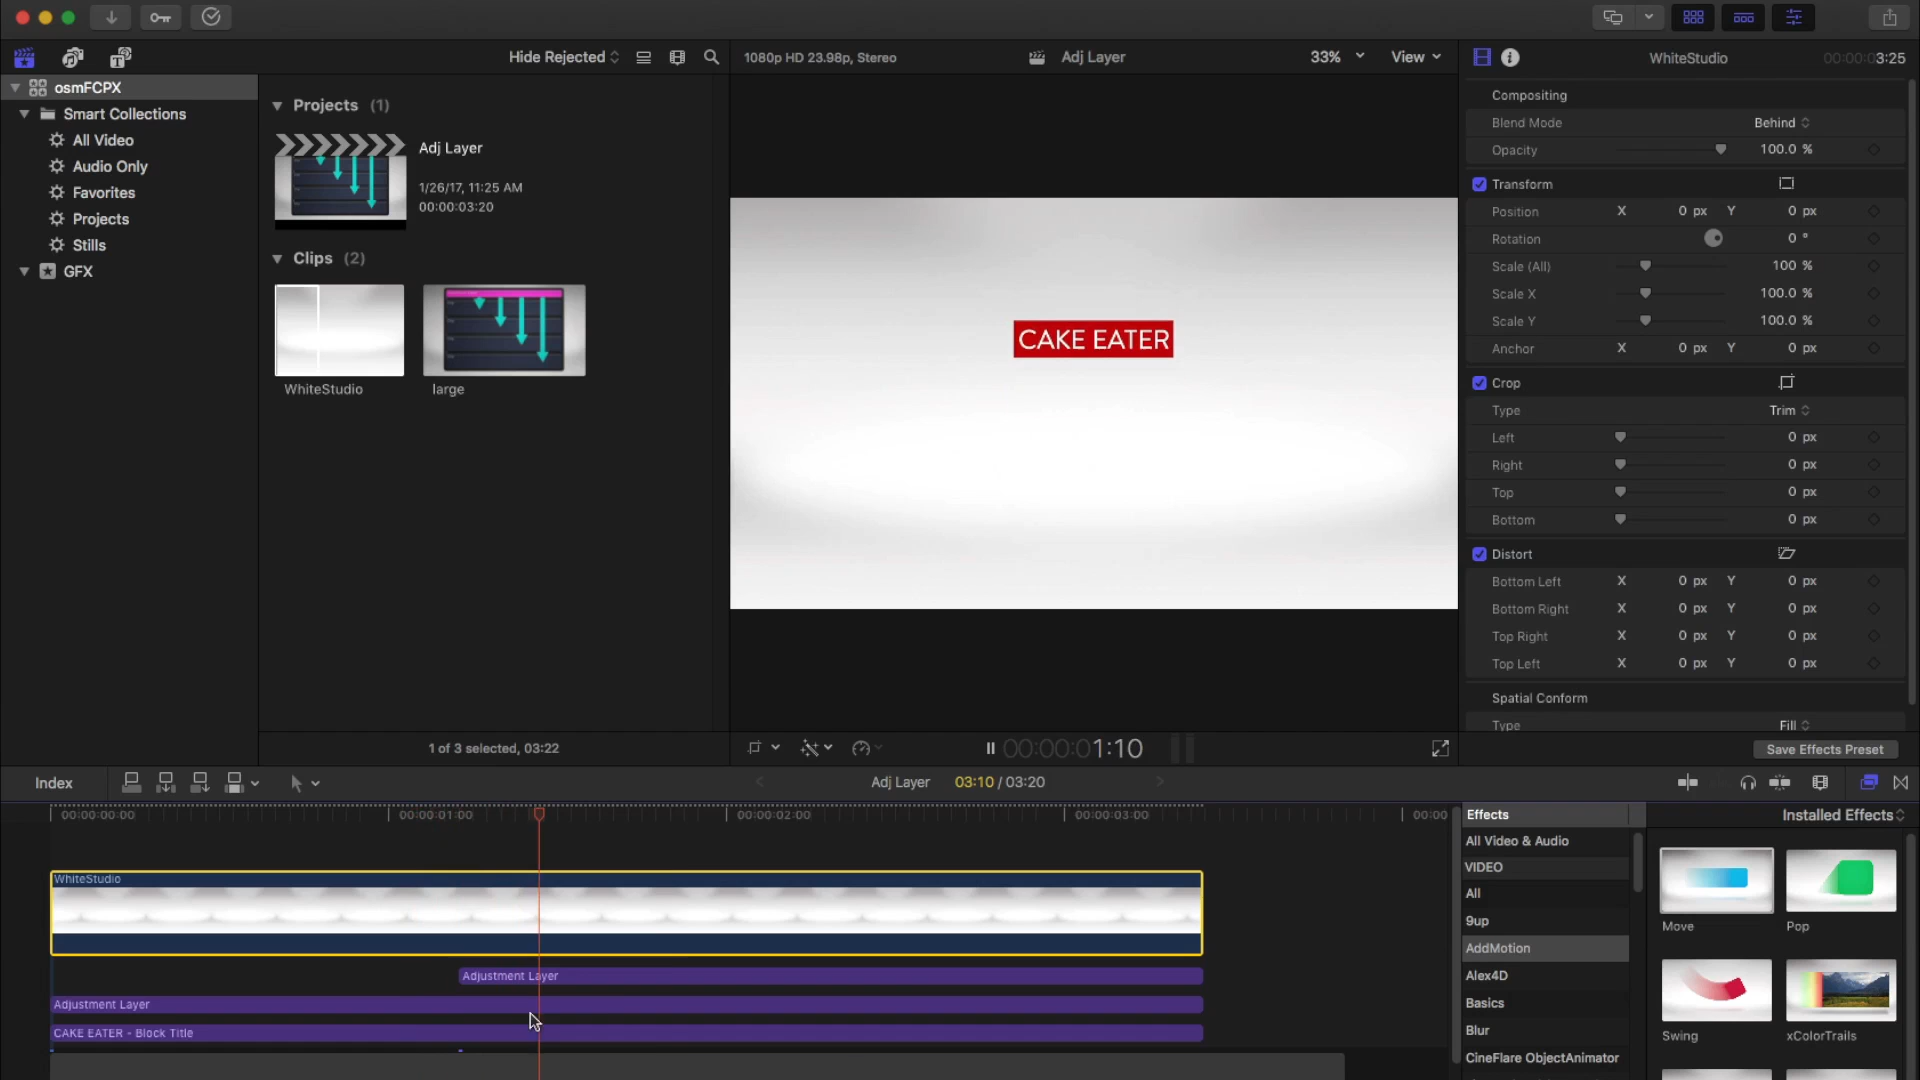 Hide Rejected
1080p HD 23.98p, Stereo
Adj Layer
33%
View
WhiteStudio
00:00:03:25
osmFCPX
Smart Collections
All Video
Audio Only
Favorites
Projects
Stills
GFX
Projects (1)
Adj Layer
1/26/17, 11:25 AM
00:00:03:20
Clips (2)
WhiteStudio
large
1 of 3 selected, 03:22
CAKE EATER
00:00:01:10
Compositing
Blend Mode Behind
Opacity 100.0 %
Transform
Position X 0 px Y 0 px
Rotation 0 °
Scale (All) 100 %
Scale X 100.0 %
Scale Y 100.0 %
Anchor X 0 px Y 0 px
Crop
Type Trim
Left 0 px
Right 0 px
Top 0 px
Bottom 0 px
Distort
Bottom Left X 0 px Y 0 px
Bottom Right X 0 px Y 0 px
Top Right X 0 px Y 0 px
Top Left X 0 px Y 0 px
Spatial Conform
Type Fill
Save Effects Preset
Index
Adj Layer 03:10 / 03:20
00:00:00:00 00:00:01:00 00:00:02:00 00:00:03:00 00:00
WhiteStudio
Adjustment Layer
Adjustment Layer
CAKE EATER - Block Title
Effects
Installed Effects
All Video & Audio
VIDEO
All
9up
AddMotion
Alex4D
Basics
Blur
CineFlare ObjectAnimator
Move
Pop
Swing
xColorTrails